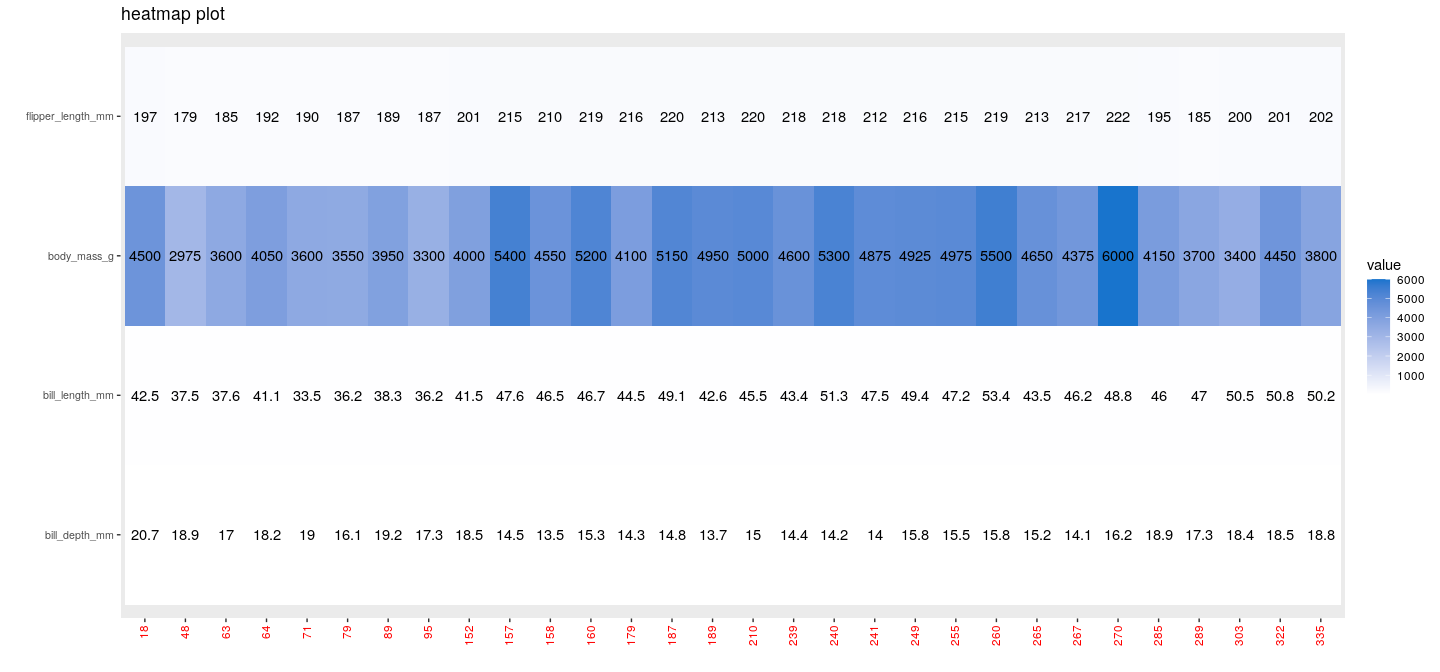 heatmap plot
flipper_length_mm 197 179 185 192 190 187 189 187 201 215 210 219 216 220 213 220 218 218 212 216 215 219 213 217 222 195 185 200 201 202
body_mass_g 4500 2975 3600 4050 3600 3550 3950 3300 4000 5400 4550 5200 4100 5150 4950 5000 4600 5300 4875 4925 4975 5500 4650 4375 6000 4150 3700 3400 4450 3800
bill_length_mm 42.5 37.5 37.6 41.1 33.5 36.2 38.3 36.2 41.5 47.6 46.5 46.7 44.5 49.1 42.6 45.5 43.4 51.3 47.5 49.4 47.2 53.4 43.5 46.2 48.8 46 47 50.5 50.8 50.2
bill_depth_mm 20.7 18.9 17 18.2 19 16.1 19.2 17.3 18.5 14.5 13.5 15.3 14.3 14.8 13.7 15 14.4 14.2 14 15.8 15.5 15.8 15.2 14.1 16.2 18.9 17.3 18.4 18.5 18.8
18 48 63 64 71 79 89 95 152 157 158 160 179 187 189 210 239 240 241 249 255 260 265 267 270 285 289 303 322 335
value
6000
5000
4000
3000
2000
1000